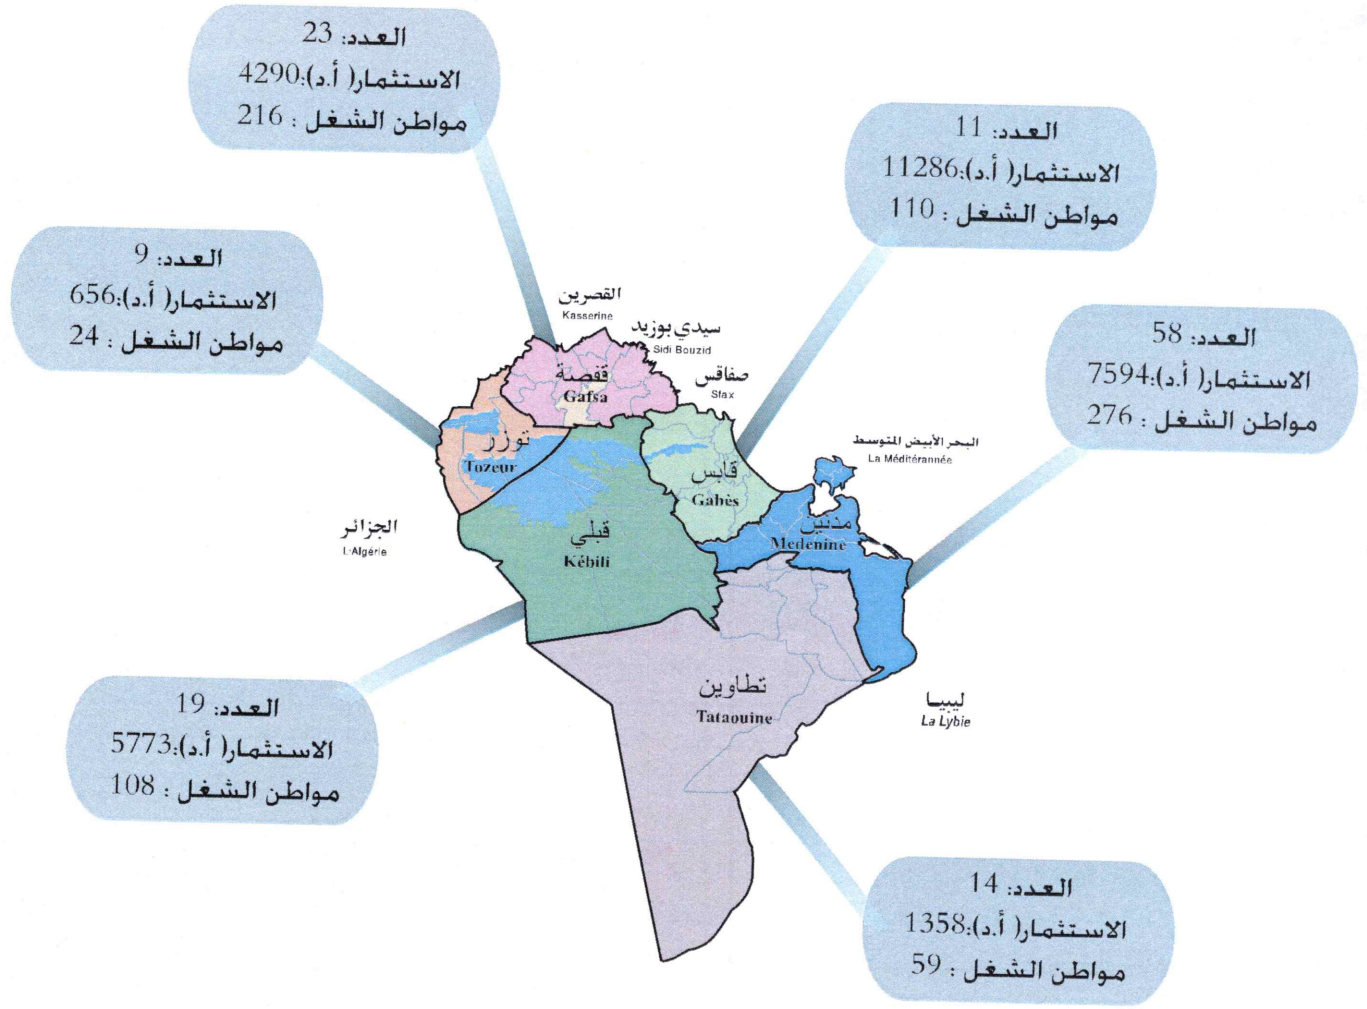 العدد: 23
الاستثمار( أ.د):4290
مواطن الشغل : 216
العدد: 11
الاستثمار( أ.د):11286
مواطن الشغل : 110
العدد: 9
الاستثمار( أ.د):656
مواطن الشغل : 24
العدد: 58
الاستثمار( أ.د):7594
مواطن الشغل : 276
القصرين
Kasserine
سيدي بوزيد
Sidi Bouzid
صفاقس
Sfax
قفصة
Gafsa
توزر
Tozeur
قابس
Gabès
البحر الأبيض المتوسط
La Méditérannée
مدنين
Medenine
الجزائر
L'Algérie
قبلي
Kébili
تطاوين
Tataouine
ليبيا
La Lybie
العدد: 19
الاستثمار( أ.د):5773
مواطن الشغل : 108
العدد: 14
الاستثمار( أ.د):1358
مواطن الشغل : 59